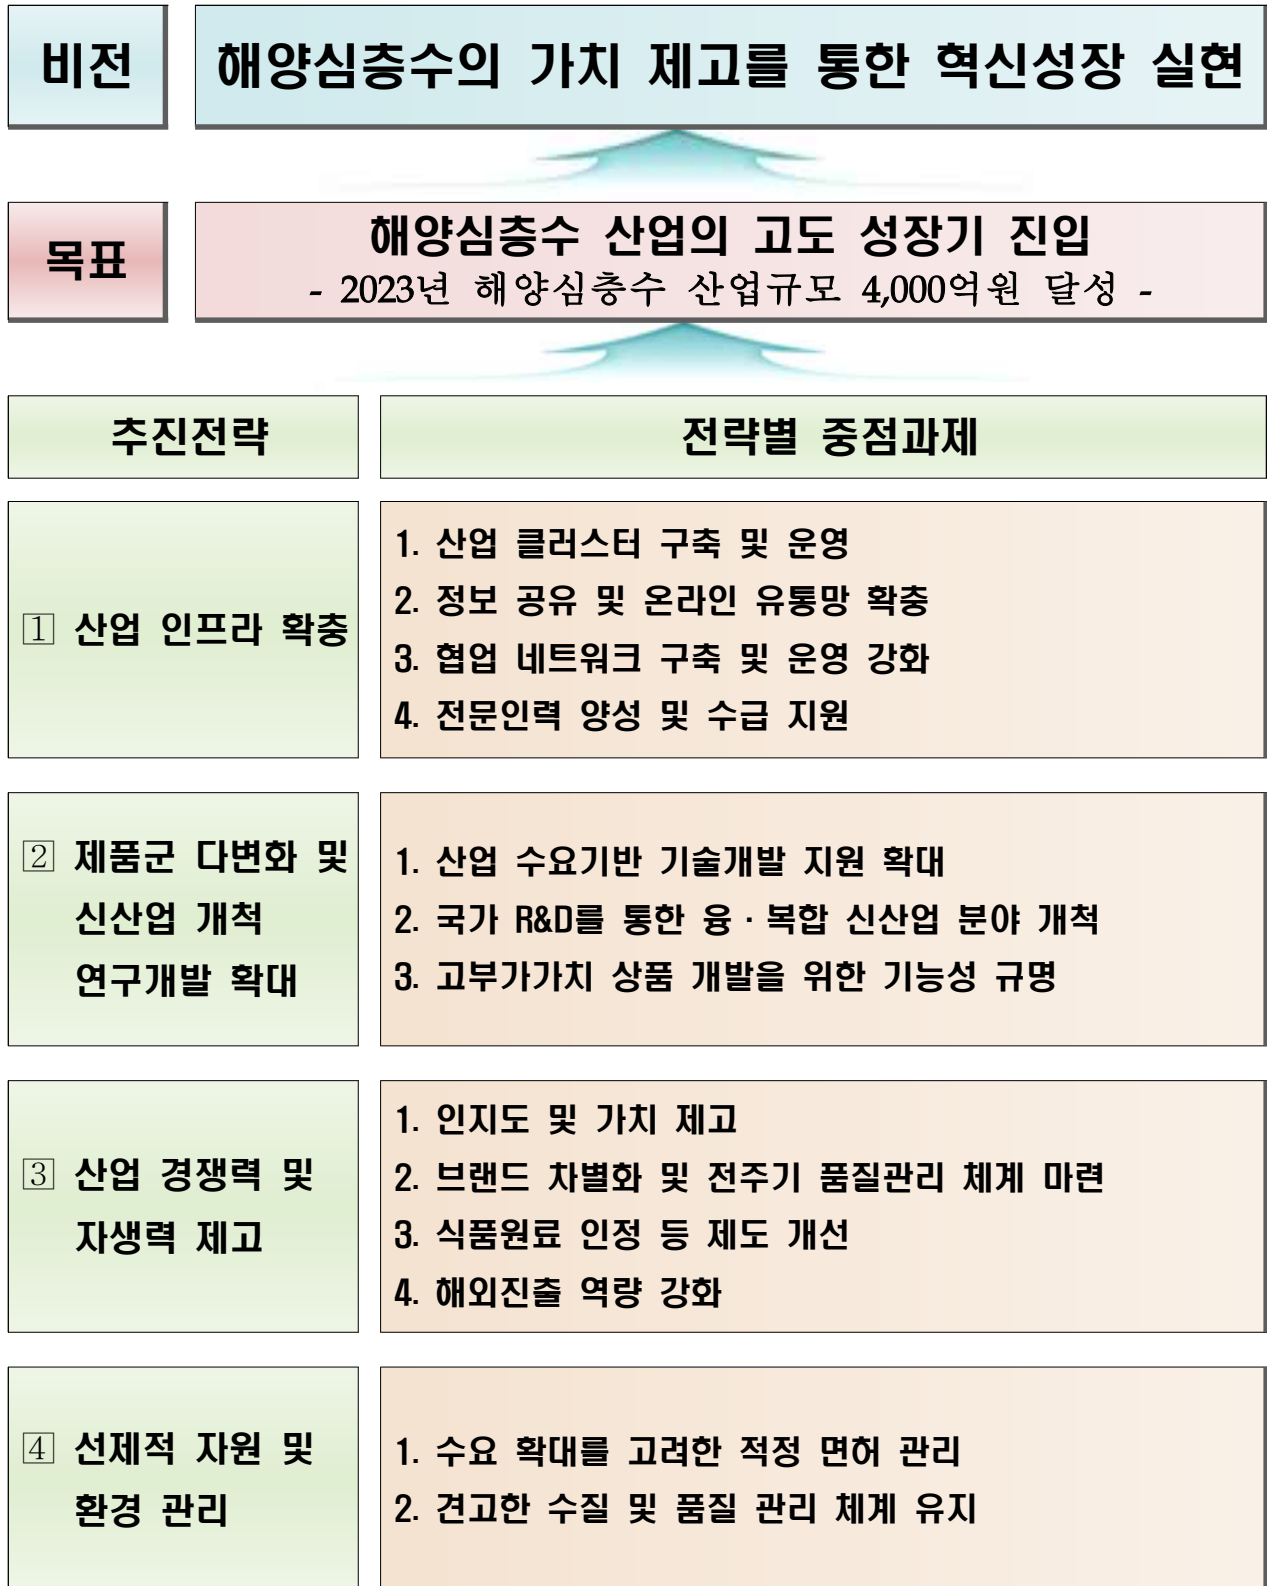 비전
해양심층수의 가치 제고를 통한 혁신성장 실현
목표
해양심층수 산업의 고도 성장기 진입
- 2023년 해양심층수 산업규모 4,000억원 달성 -
추진전략
전략별 중점과제
1 산업 인프라 확충
1. 산업 클러스터 구축 및 운영
2. 정보 공유 및 온라인 유통망 확충
3. 협업 네트워크 구축 및 운영 강화
4. 전문인력 양성 및 수급 지원
2 제품군 다변화 및
신산업 개척
연구개발 확대
1. 산업 수요기반 기술개발 지원 확대
2. 국가 R&D를 통한 융·복합 신산업 분야 개척
3. 고부가가치 상품 개발을 위한 기능성 규명
3 산업 경쟁력 및
자생력 제고
1. 인지도 및 가치 제고
2. 브랜드 차별화 및 전주기 품질관리 체계 마련
3. 식품원료 인정 등 제도 개선
4. 해외진출 역량 강화
4 선제적 자원 및
환경 관리
1. 수요 확대를 고려한 적정 면허 관리
2. 견고한 수질 및 품질 관리 체계 유지